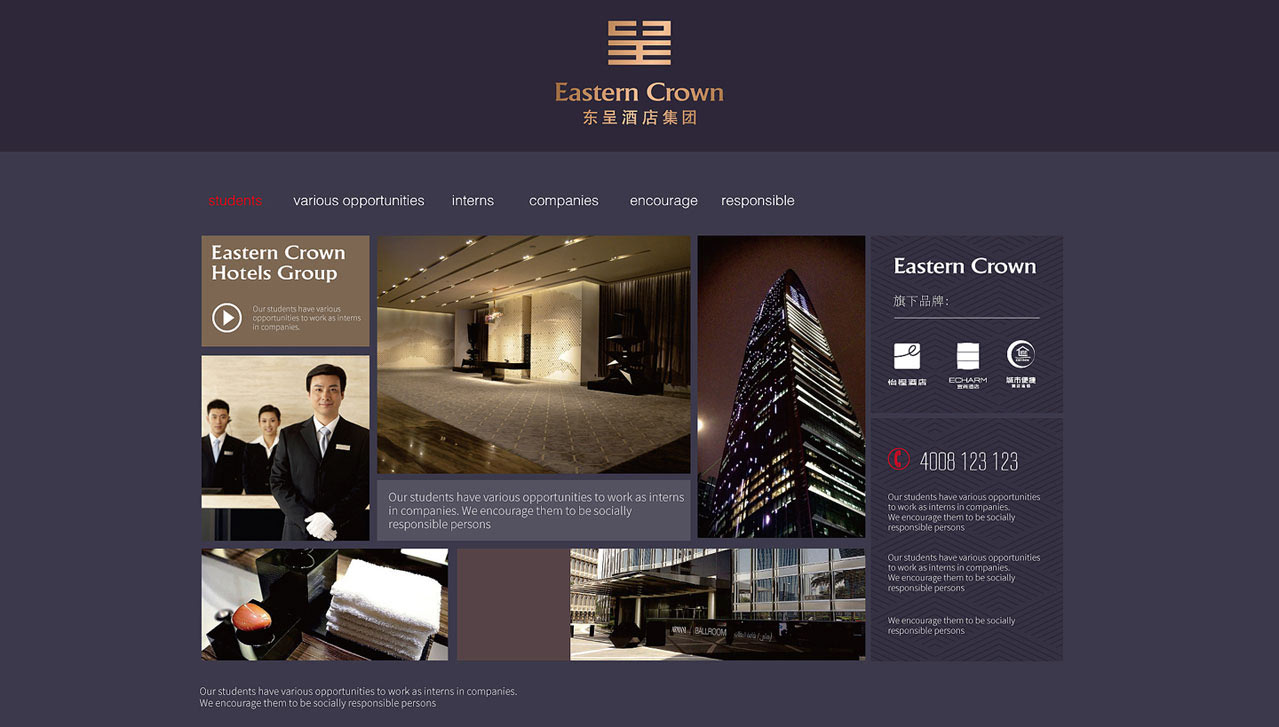 Eastern Crown
东呈酒店集团
students various opportunities interns companies encourage responsible
Eastern Crown
Hotels Group
Our students have various
opportunities to work as interns
in companies.
Our students have various opportunities to work as interns
in companies. We encourage them to be socially
responsible persons
Eastern Crown
旗下品牌:
怡程酒店
ECHARM
宜尚酒店
城市便捷
4008 123 123
Our students have various opportunities
to work as interns in companies.
We encourage them to be socially
responsible persons
Our students have various opportunities
to work as interns in companies.
We encourage them to be socially
responsible persons
We encourage them to be socially
responsible persons
BALLROOM
Our students have various opportunities to work as interns in companies.
We encourage them to be socially responsible persons